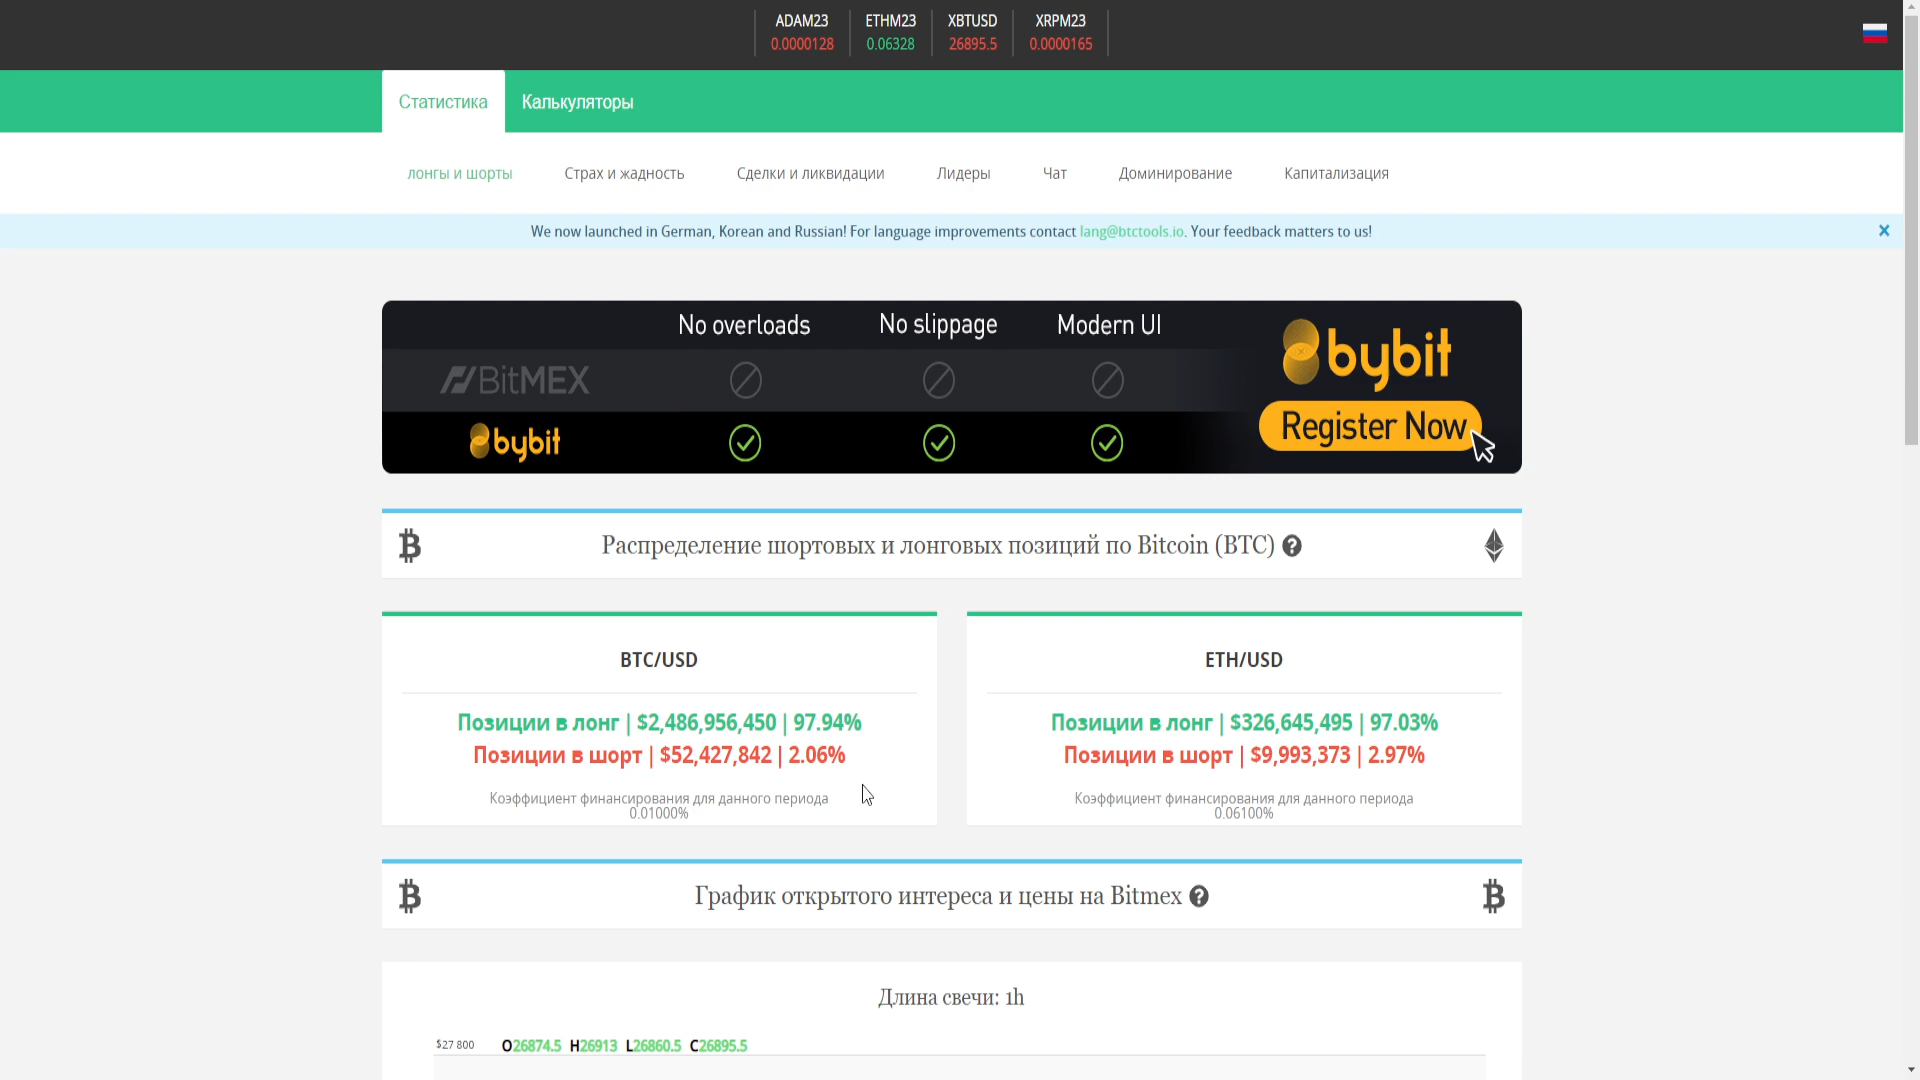 ADAM23 ETHM23 XBTUSD XRPM23
0.0000128 0.06328 26895.5 0.0000165
Статистика Калькуляторы
лонги и шорты Страх и жадность Сделки и ликвидации Лидеры Чат Доминирование Капитализация
We now launched in German, Korean and Russian! For language improvements contact lang@btctools.io. Your feedback matters to us!
No overloads No slippage Modern UI
BitMEX
bybit
bybit
Register Now
Распределение шортовых и лонговых позиций по Bitcoin (BTC)
BTC/USD
Позиции в лонг | $2,486,956,450 | 97.94%
Позиции в шорт | $52,427,842 | 2.06%
Коэффициент финансирования для данного периода
0.01000%
ETH/USD
Позиции в лонг | $326,645,495 | 97.03%
Позиции в шорт | $9,993,373 | 2.97%
Коэффициент финансирования для данного периода
0.06100%
График открытого интереса и цены на Bitmex
Длина свечи: 1h
$27 800 O26874.5 H26913 L26860.5 C26895.5